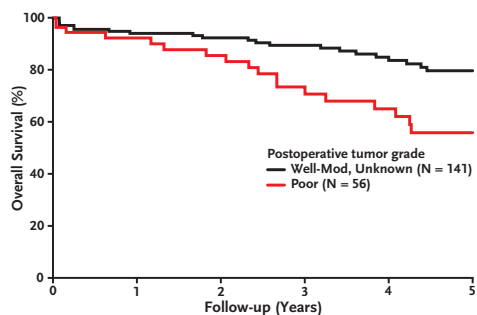 Overall Survival (%)
100
80
60
40
20
0
Postoperative tumor grade
Well-Mod, Unknown (N = 141)
Poor (N = 56)
0 1 2 3 4 5
Follow-up (Years)